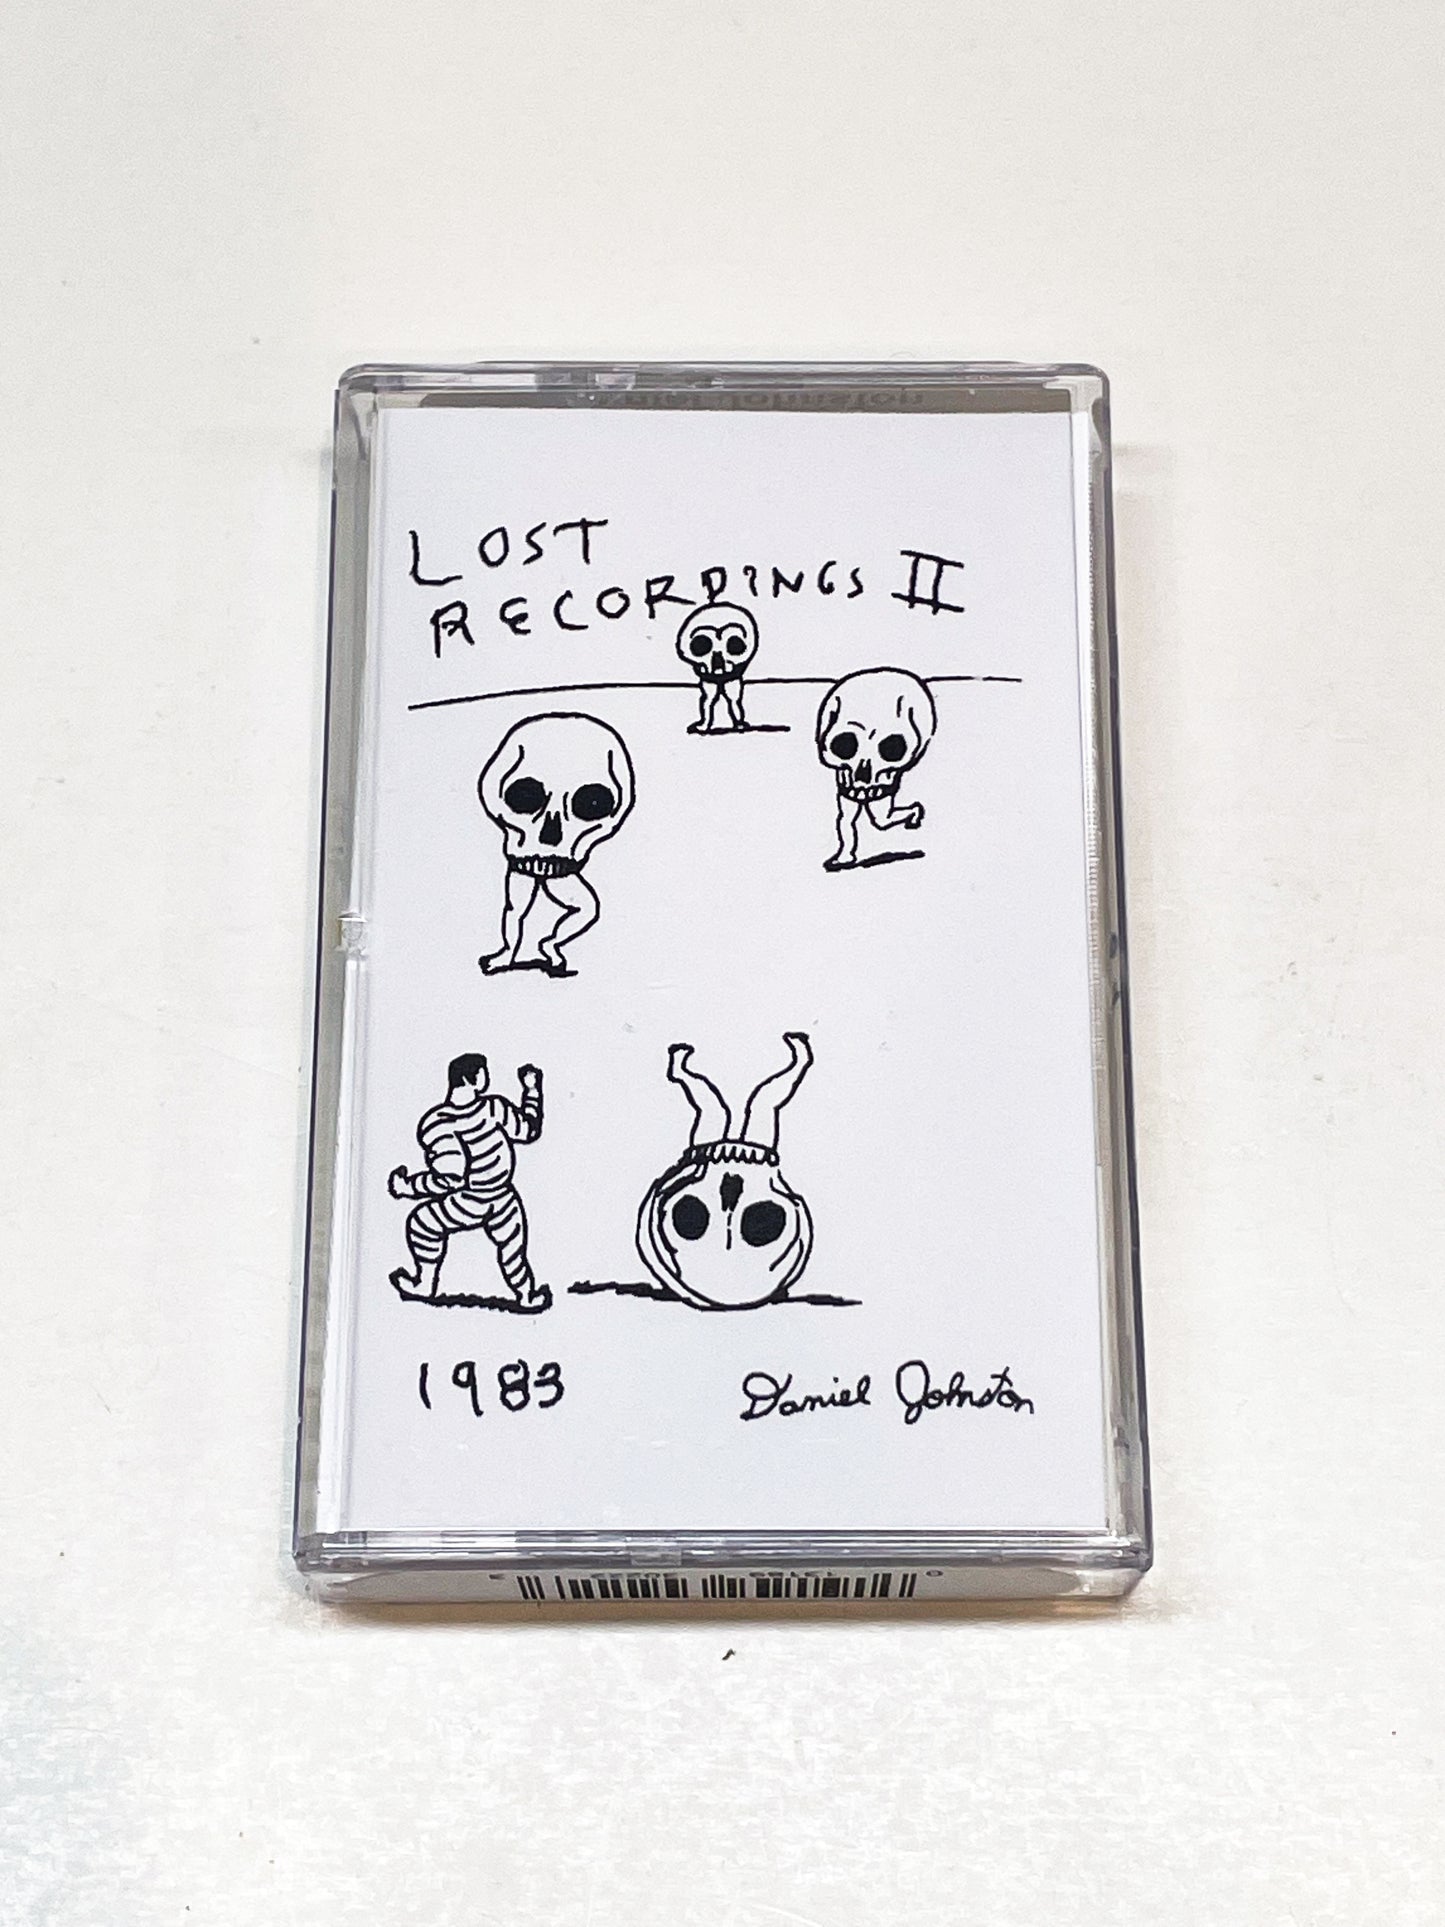 LOST
RECORDINGS II
1983
Daniel Johnston